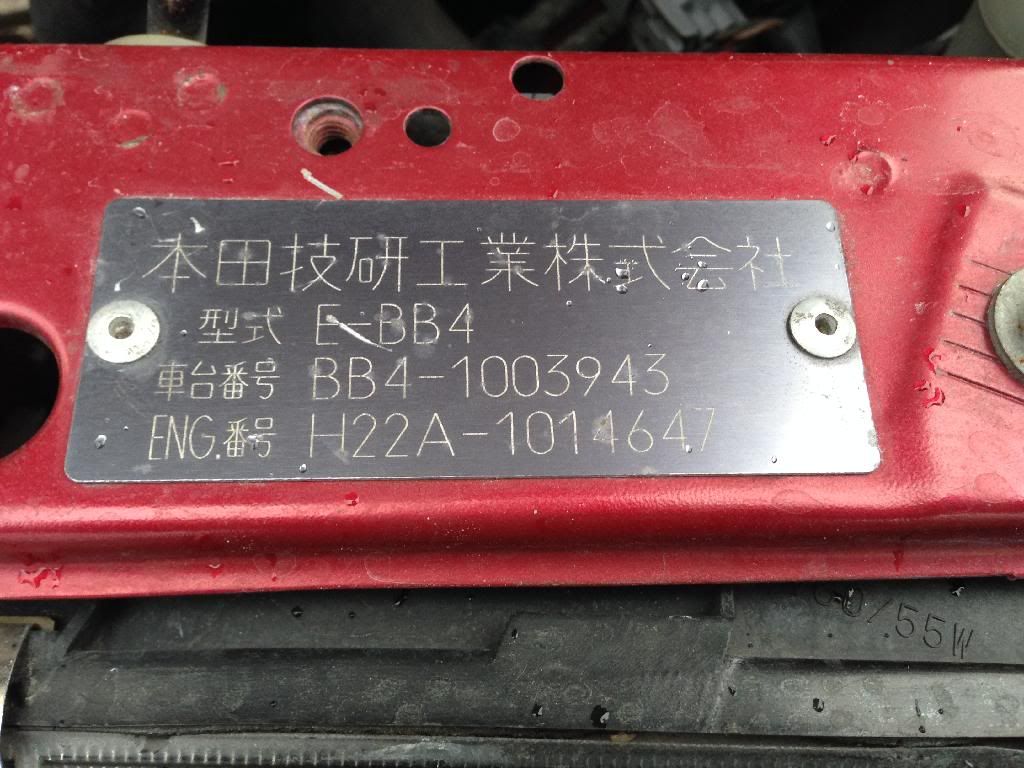 本田技研工業株式会社
型式 E-BB4
車台番号 BB4-1003943
ENG.番号 H22A-1014647
60/55W